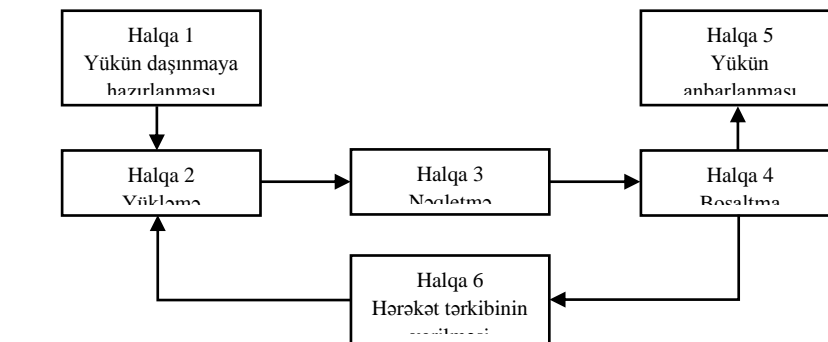 Halqa 1
Yükün daşınmaya
hazırlanması
Halqa 5
Yükün
anbarlanması
Halqa 2
Yükləmə
Halqa 3
Nəqletmə
Halqa 4
Boşaltma
Halqa 6
Hərəkət tərkibinin
verilməsi